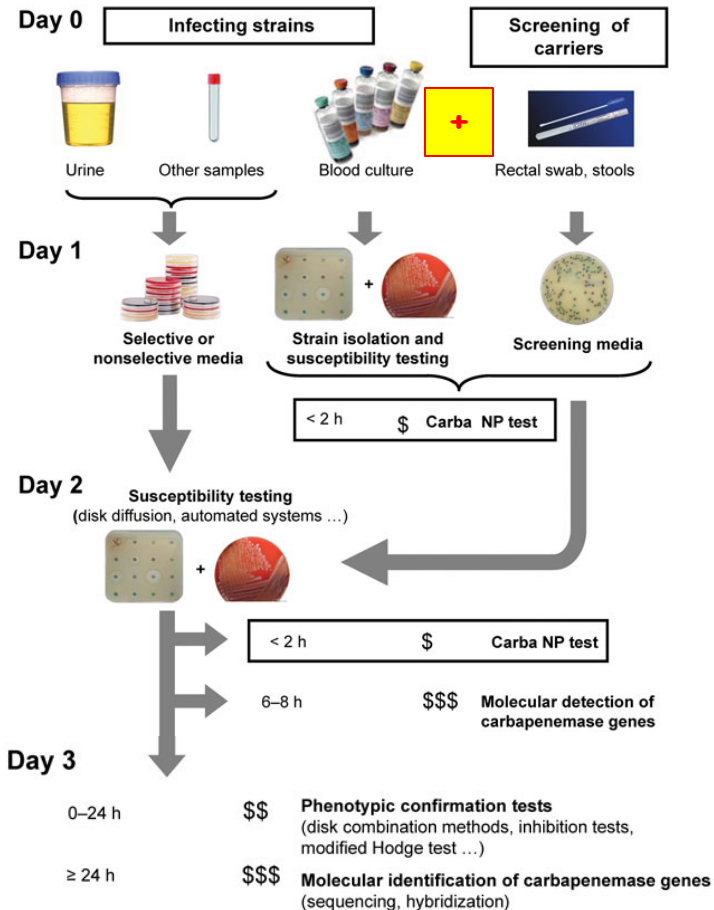 Day 0
Infecting strains
Screening of
carriers
+
Urine
Other samples
Blood culture
Rectal swab, stools
Day 1
+
Selective or
nonselective media
Strain isolation and
susceptibility testing
Screening media
< 2 h $ Carba NP test
Day 2
Susceptibility testing
(disk diffusion, automated systems …)
+
< 2 h $ Carba NP test
6–8 h $$$ Molecular detection of
carbapenemase genes
Day 3
0–24 h $$ Phenotypic confirmation tests
(disk combination methods, inhibition tests,
modified Hodge test …)
≥ 24 h $$$ Molecular identification of carbapenemase genes
(sequencing, hybridization)